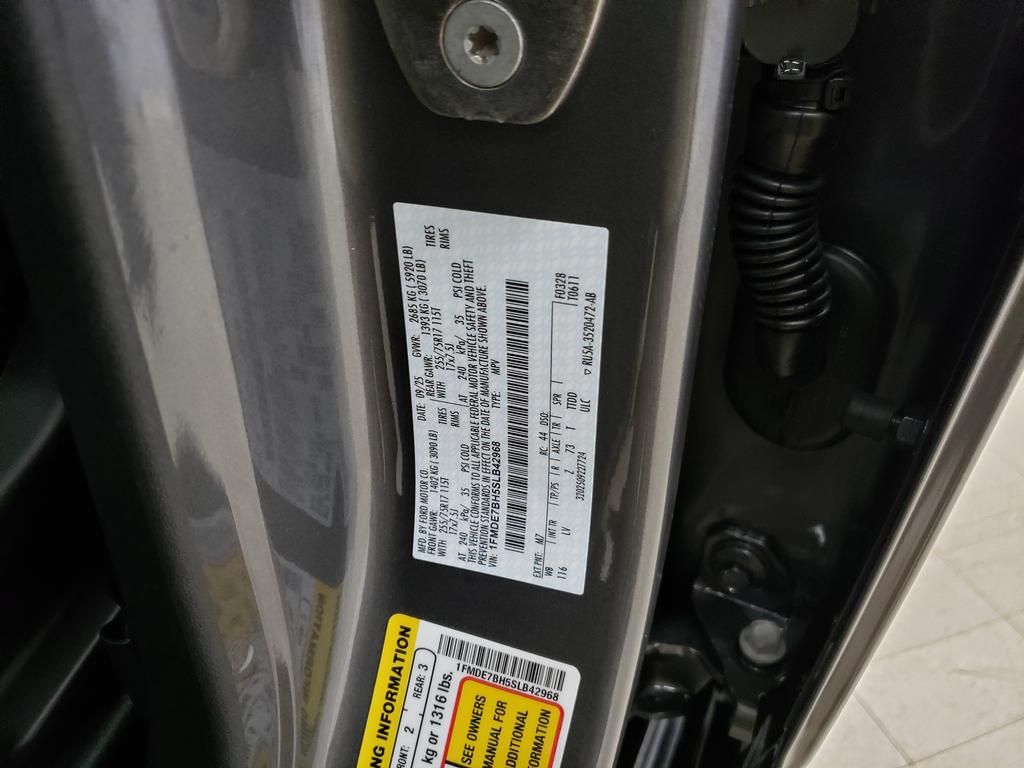 MFD. BY FORD MOTOR CO. DATE: 09/25 GVWR: 2685 KG ( 5920 LB)
FRONT GAWR: 1402 KG ( 3090 LB) REAR GAWR: 1393 KG ( 3070 LB)
WITH 255/75R17 115T TIRES WITH 255/75R17 115T TIRES
17x7.5J RIMS 17x7.5J RIMS
AT 240 kPa/ 35 PSI COLD AT 240 kPa/ 35 PSI COLD
THIS VEHICLE CONFORMS TO ALL APPLICABLE FEDERAL MOTOR VEHICLE SAFETY AND THEFT
PREVENTION STANDARDS IN EFFECT ON THE DATE OF MANUFACTURE SHOWN ABOVE.
VIN: 1FMDE7BH5SLB42968 TYPE: MPV
EXT PNT: M7 RC: 44 DSO: F0328
WB INT TR TP/PS R AXLE TR SPR T0611
116 LV Z 73 T TTDD
320250922T724 ULC ▽ RU5A-3520472-AB
NG INFORMATION
RONT: 2 REAR: 3
kg or 1316 lbs.
1FMDE7BH5SLB42968
SEE OWNERS
MANUAL FOR
ADDITIONAL
FORMATION